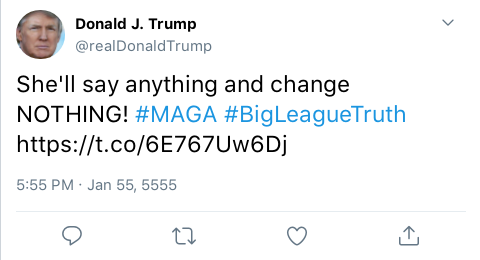 Donald J. Trump
@realDonaldTrump
She'll say anything and change
NOTHING! #MAGA #BigLeagueTruth
https://t.co/6E767Uw6Dj
5:55 PM · Jan 55, 5555